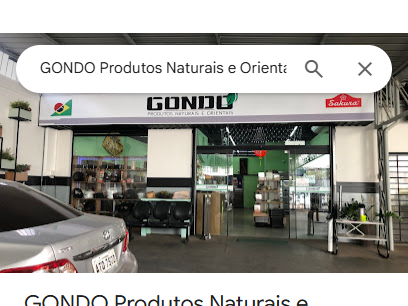 GONDO Produtos Naturais e Orienta
GONDO
PRODUTOS NATURAIS E ORIENTAIS
Sakura
GONDO Produtos Naturais e